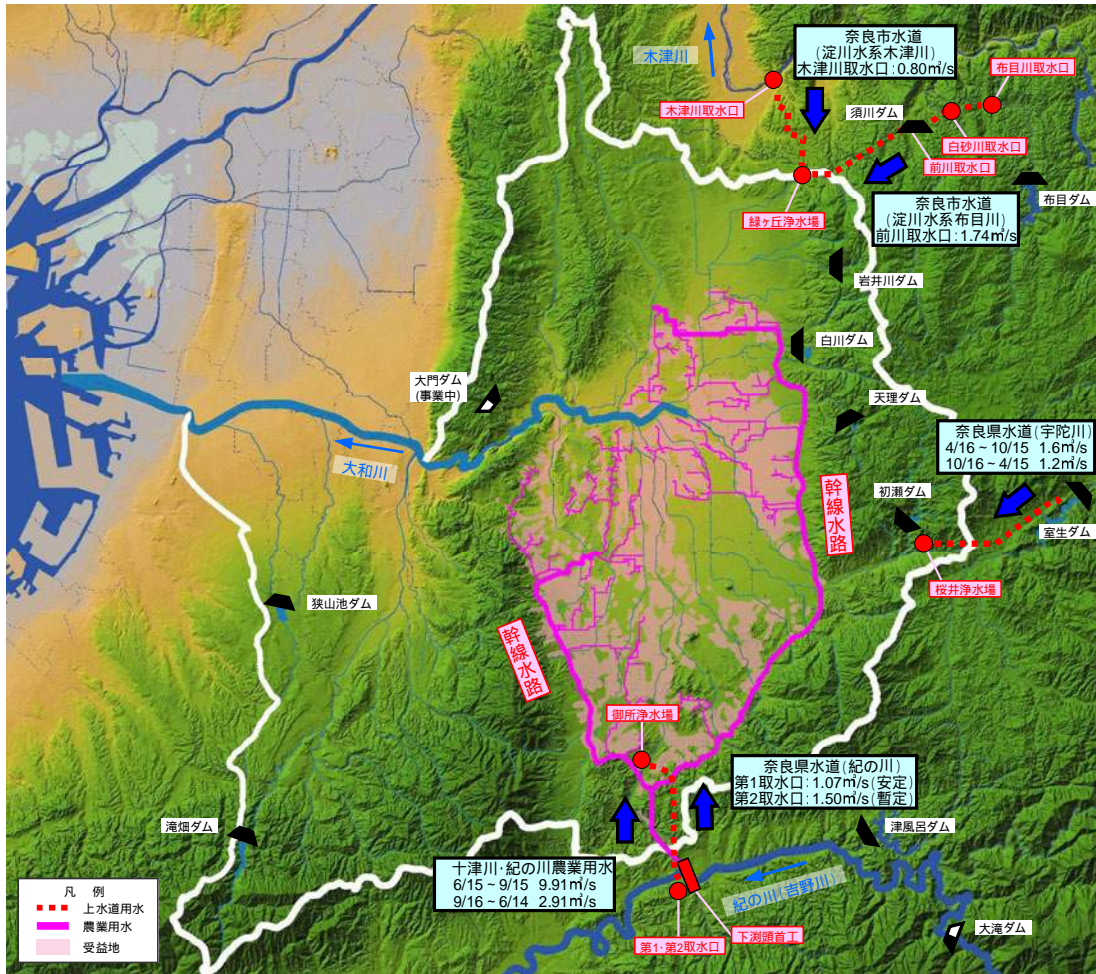 木津川
奈良市水道
(淀川水系木津川)
木津川取水口:0.80㎥/s
布目川取水口
木津川取水口
須川ダム
白砂川取水口
前川取水口
布目ダム
緑ヶ丘浄水場
奈良市水道
(淀川水系布目川)
前川取水口:1.74㎥/s
岩井川ダム
白川ダム
大門ダム
(事業中)
天理ダム
奈良県水道(宇陀川)
4/16~10/15 1.6㎥/s
10/16~4/15 1.2㎥/s
大和川
幹線水路
初瀬ダム
室生ダム
桜井浄水場
狭山池ダム
幹線水路
御所浄水場
奈良県水道(紀の川)
第1取水口:1.07㎥/s(安定)
第2取水口:1.50㎥/s(暫定)
滝畑ダム
津風呂ダム
十津川・紀の川農業用水
6/15~9/15 9.91㎥/s
9/16~6/14 2.91㎥/s
紀の川(吉野川)
凡 例
上水道用水
農業用水
受益地
第1・第2取水口
下渕頭首工
大滝ダム